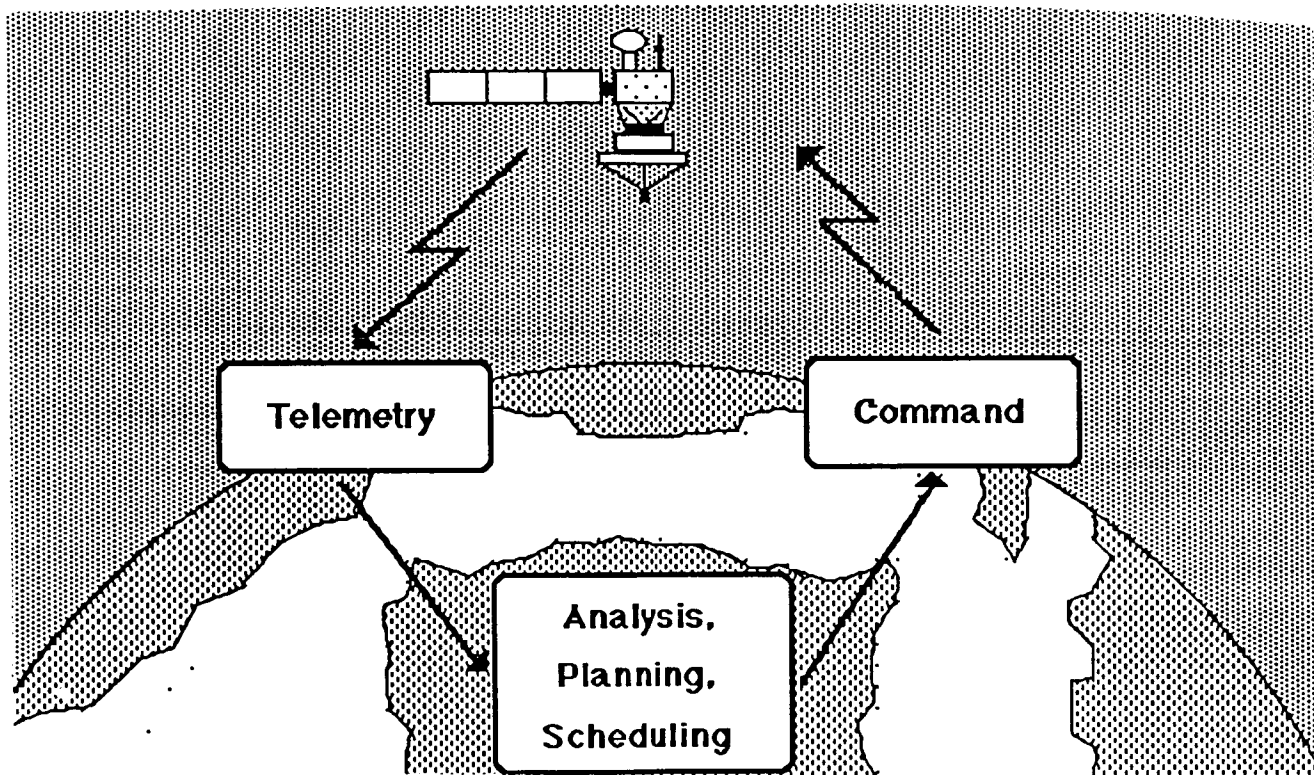 Telemetry
Command
Analysis,
Planning,
Scheduling